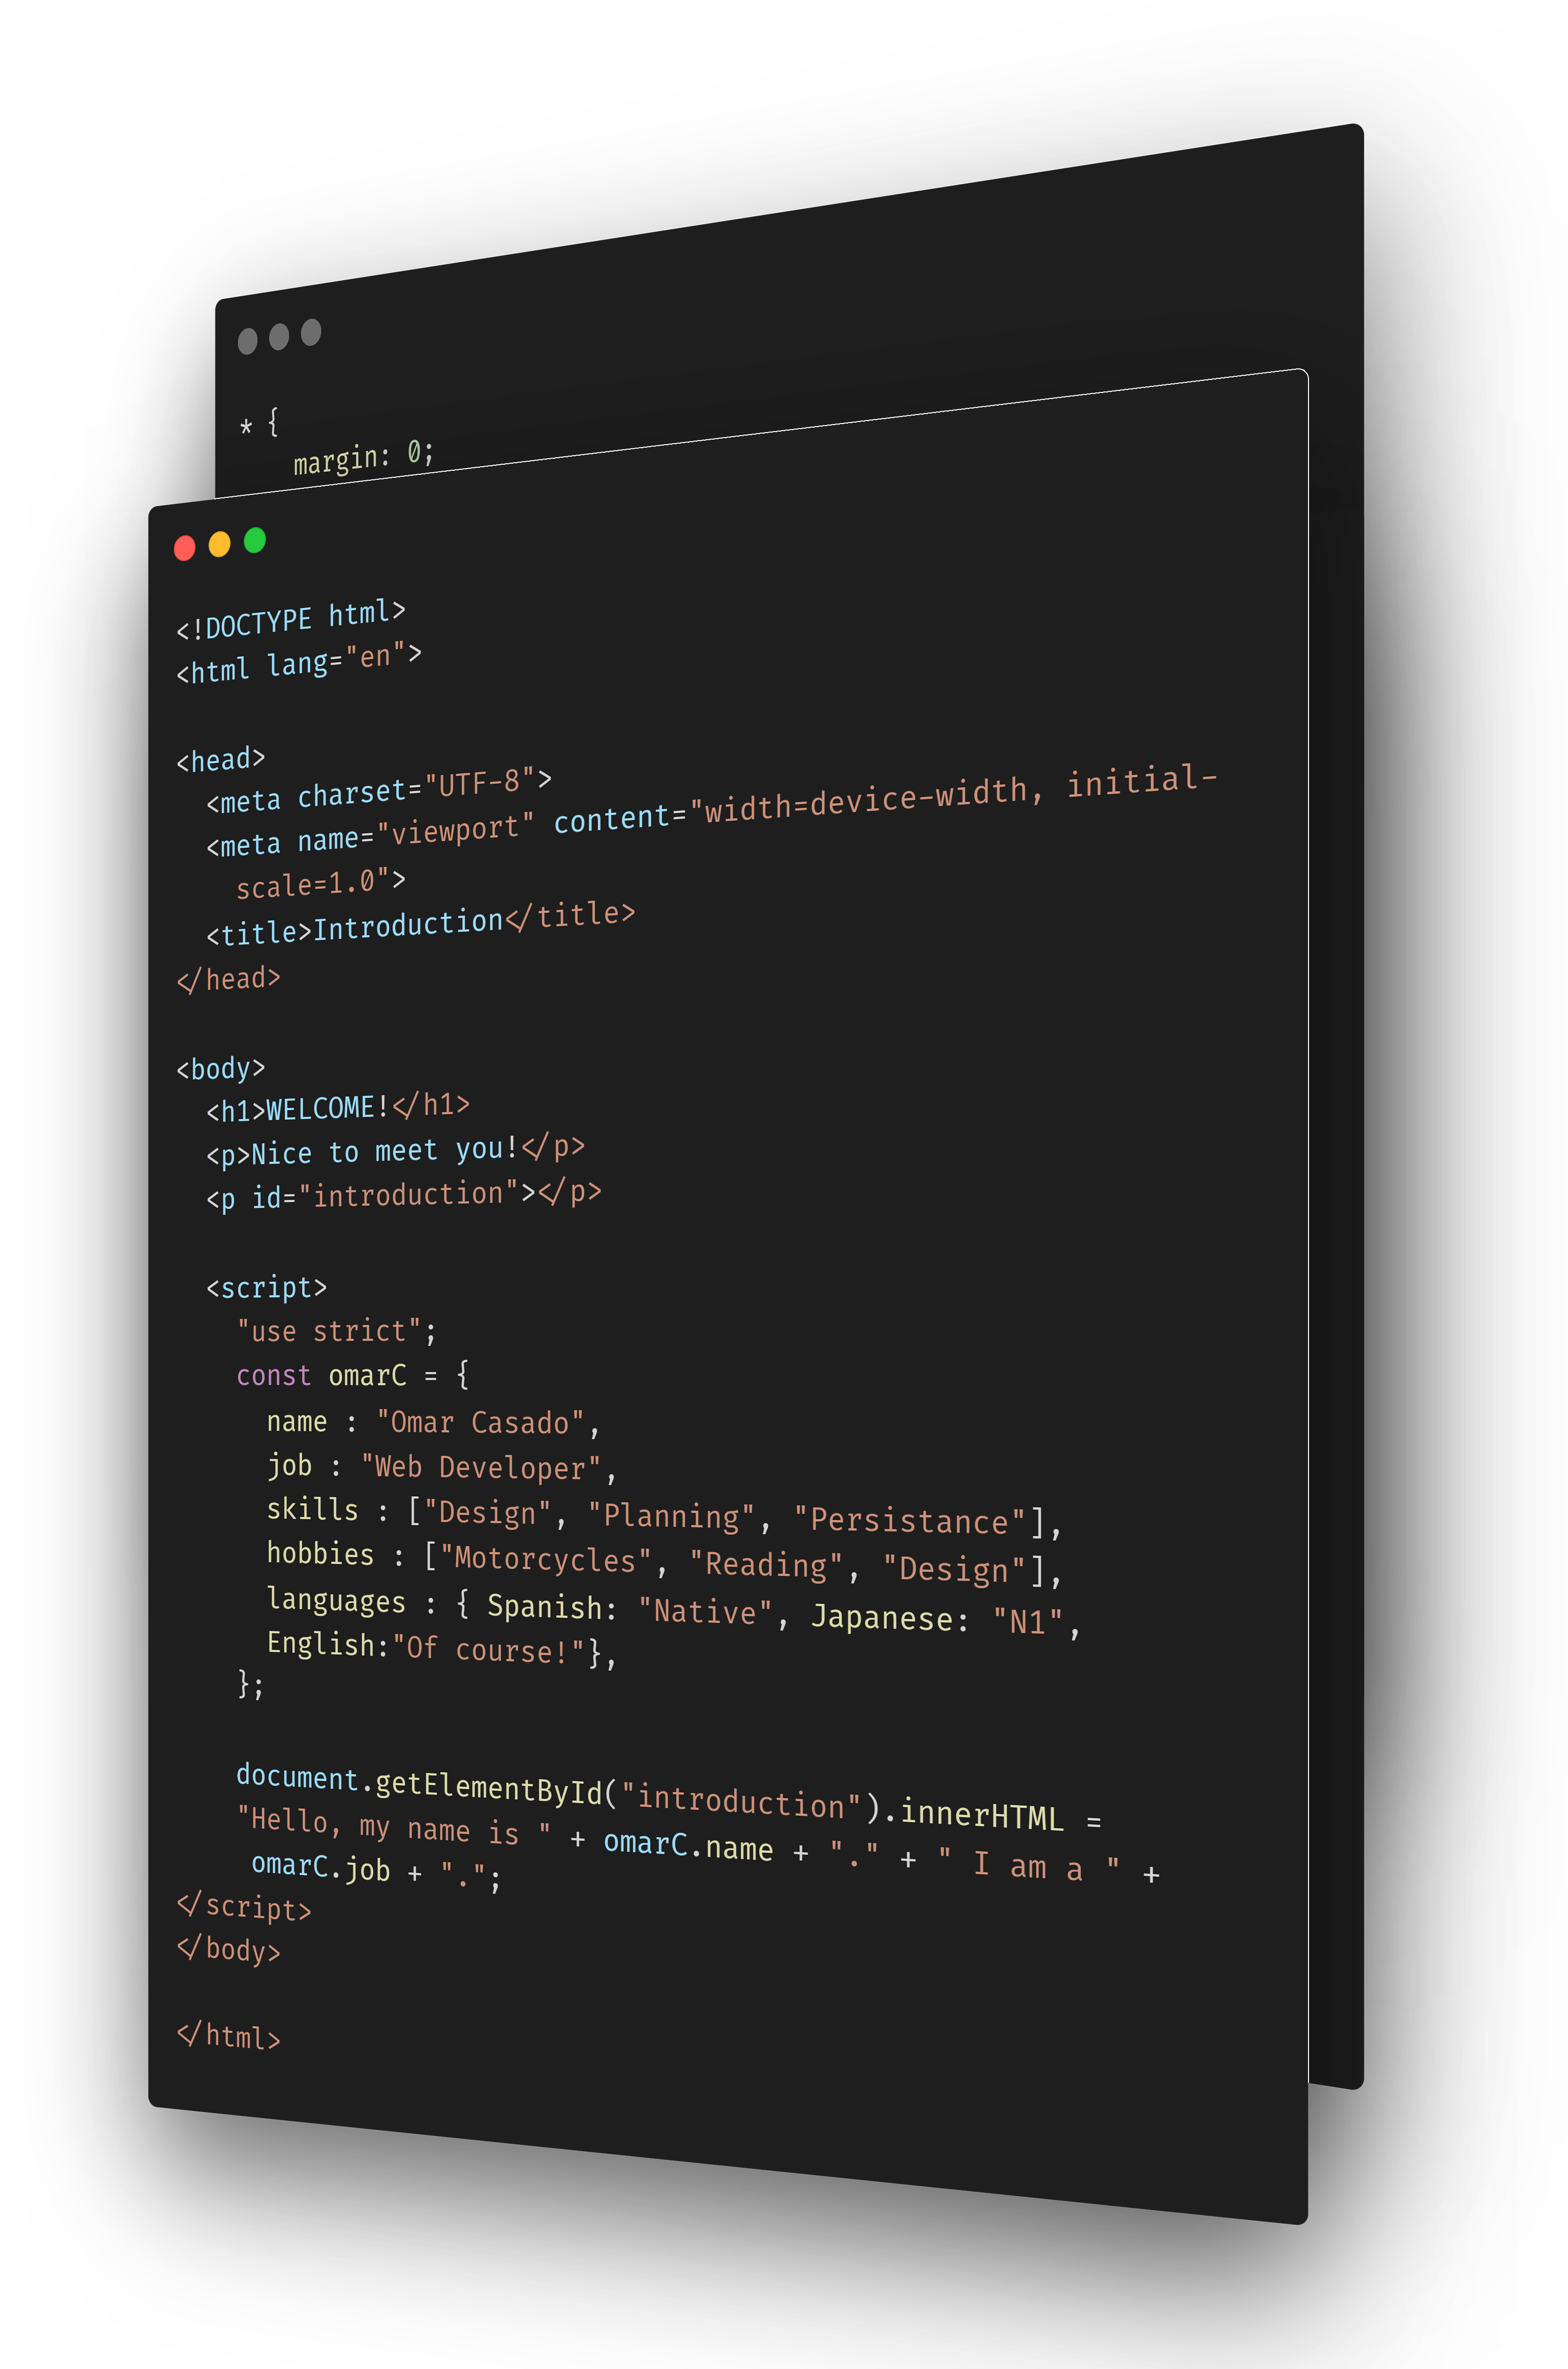 * {
margin: 0;
<!DOCTYPE html>
<html lang="en">
<head>
<meta charset="UTF-8">
<meta name="viewport" content="width=device-width, initial-
scale=1.0">
<title>Introduction</title>
</head>
<body>
<h1>WELCOME!</h1>
<p>Nice to meet you!</p>
<p id="introduction"></p>
<script>
"use strict";
const omarC = {
name : "Omar Casado",
job : "Web Developer",
skills : ["Design", "Planning", "Persistance"],
hobbies : ["Motorcycles", "Reading", "Design"],
languages : { Spanish: "Native", Japanese: "N1",
English:"Of course!"},
};
document.getElementById("introduction").innerHTML =
"Hello, my name is " + omarC.name + "." + " I am a " +
omarC.job + ".";
</script>
</body>
</html>